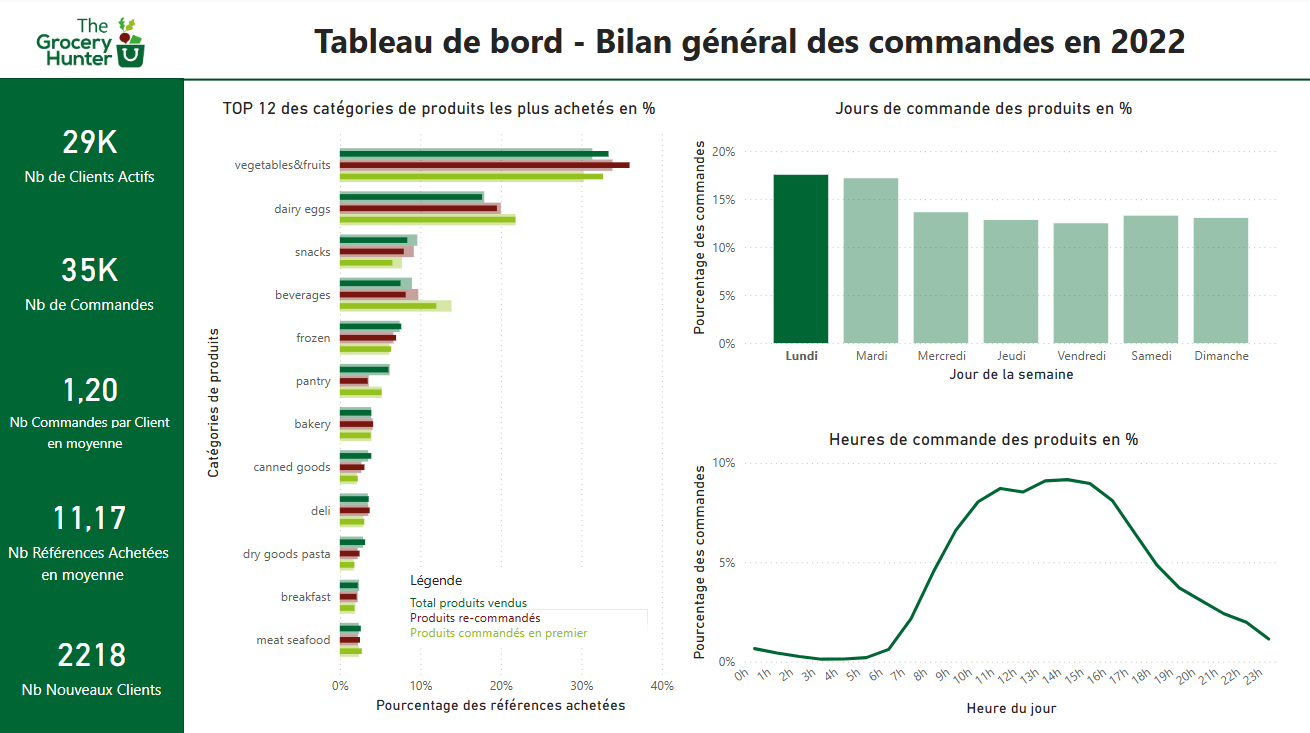 The
Grocery
Hunter
Tableau de bord - Bilan général des commandes en 2022
29K
Nb de Clients Actifs
35K
Nb de Commandes
1,20
Nb Commandes par Client
en moyenne
11,17
Nb Références Achetées
en moyenne
2218
Nb Nouveaux Clients
TOP 12 des catégories de produits les plus achetés en %
Catégories de produits
vegetables&fruits
dairy eggs
snacks
beverages
frozen
pantry
bakery
canned goods
deli
dry goods pasta
breakfast
meat seafood
Légende
Total produits vendus
Produits re-commandés
Produits commandés en premier
0% 10% 20% 30% 40%
Pourcentage des références achetées
Jours de commande des produits en %
Pourcentage des commandes
20%
15%
10%
5%
0%
Lundi Mardi Mercredi Jeudi Vendredi Samedi Dimanche
Jour de la semaine
Heures de commande des produits en %
Pourcentage des commandes
10%
5%
0%
0h 1h 2h 3h 4h 5h 6h 7h 8h 9h 10h 11h 12h 13h 14h 15h 16h 17h 18h 19h 20h 21h 22h 23h
Heure du jour